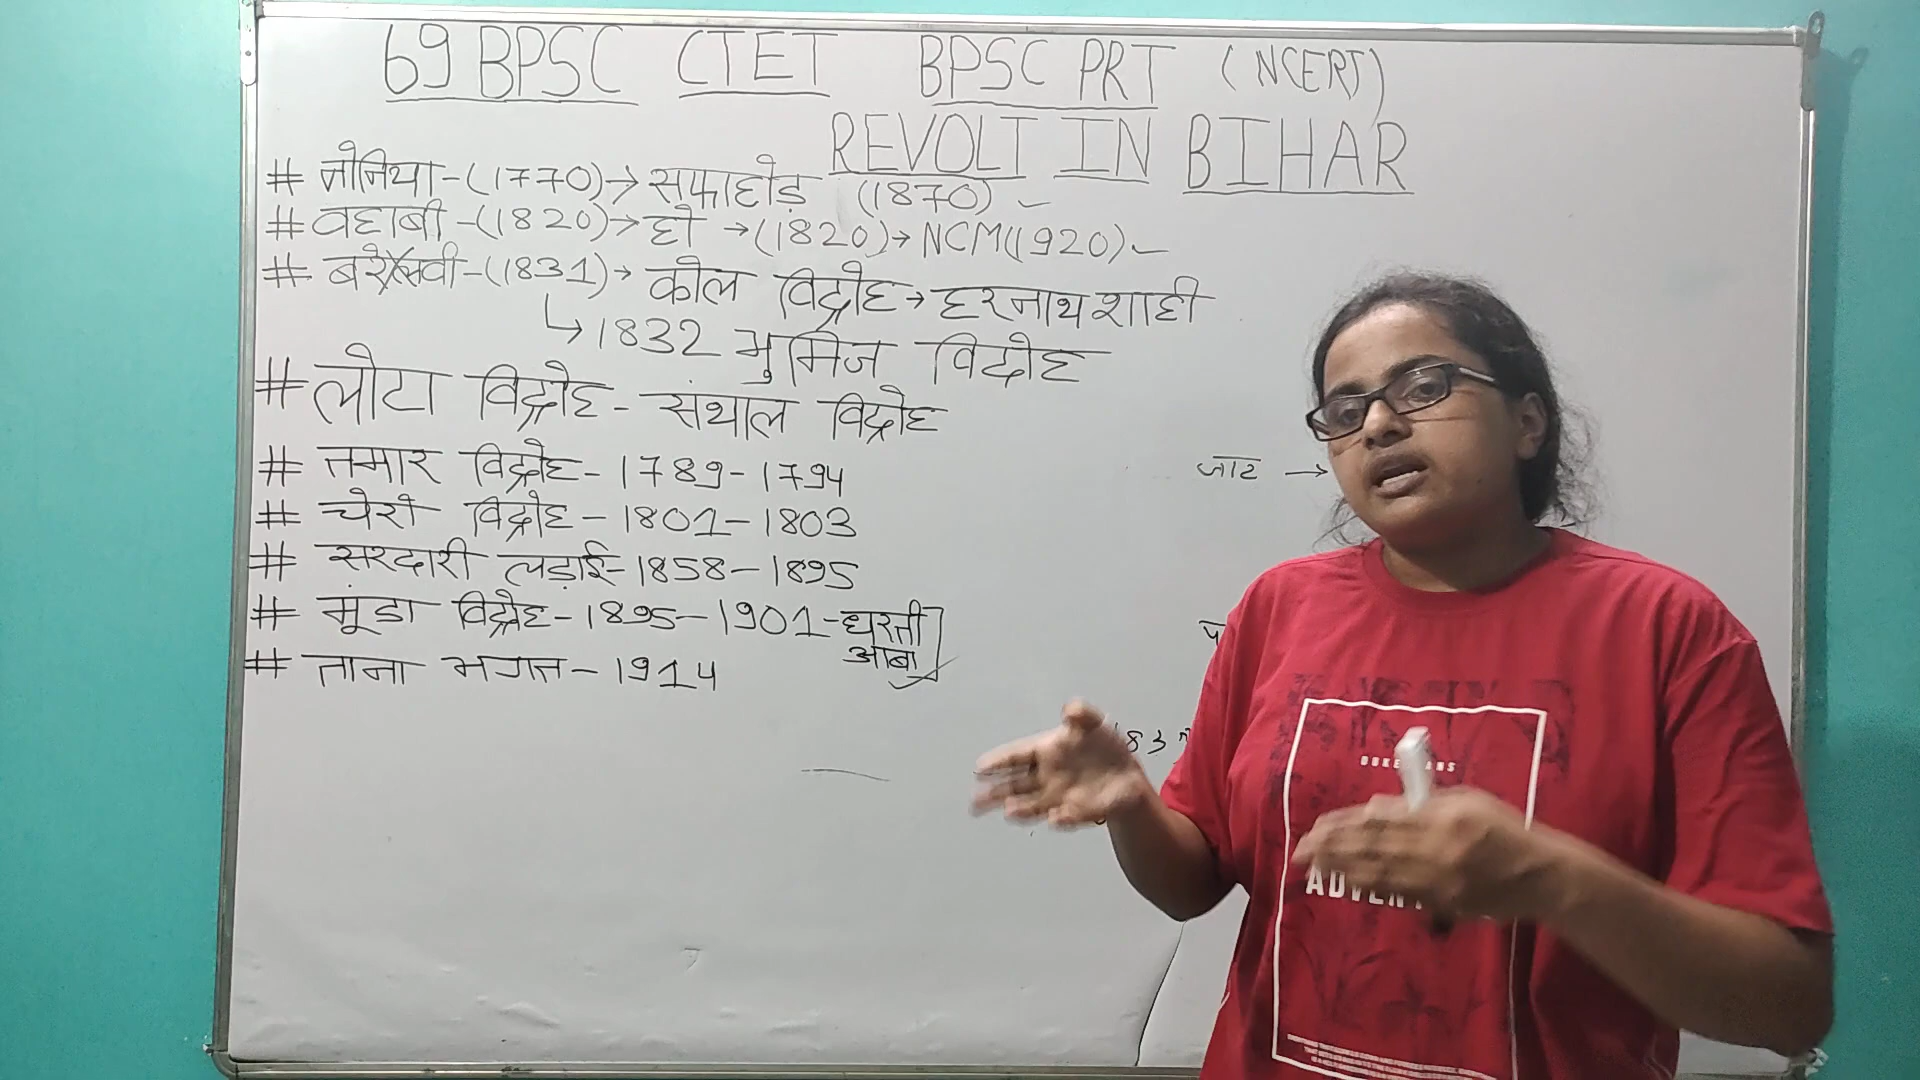 69 BPSC CTET BPSC PRT (NCERT)
REVOLT IN BIHAR
# नोनिया-(1770)→सफाहोड़ (1870)
# वहाबी-(1820)→हो →(1820)→NCM(1920)
# बरेलवी-(1831)→कोल विद्रोह→हरनाथ शाही
↳1832 भुमिज विद्रोह
# लोटा विद्रोह - संथाल विद्रोह
# तमार विद्रोह-1789-1794
# चेरो विद्रोह-1801-1803
# सरदारी लड़ाई-1858-1895
# मूंडा विद्रोह-1895-1901-धरती
आबा
# ताना भगत-1914
जाट →